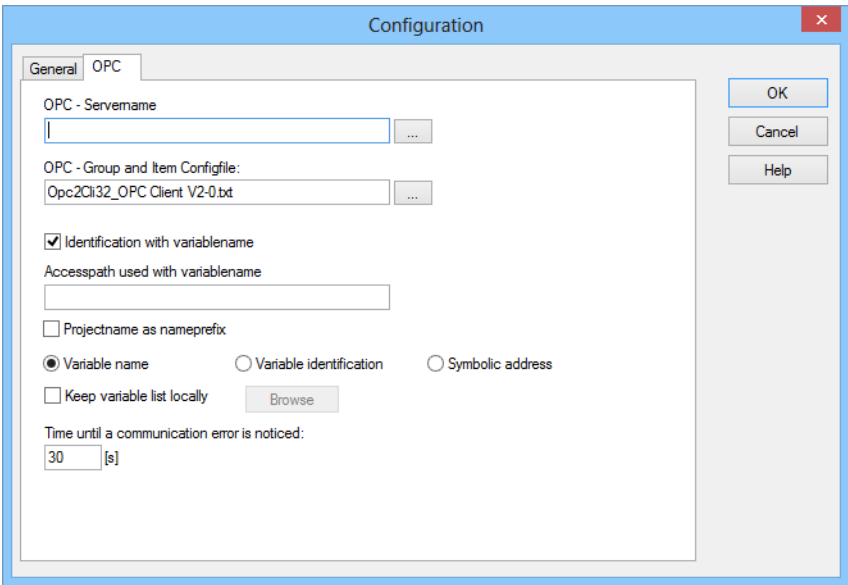 Configuration
General OPC
OPC - Servername
...
OPC - Group and Item Configfile:
Opc2Cli32_OPC Client V2-0.txt
...
Identification with variablename
Accesspath used with variablename
Projectname as nameprefix
Variable name Variable identification Symbolic address
Keep variable list locally Browse
Time until a communication error is noticed:
30 [s]
OK
Cancel
Help